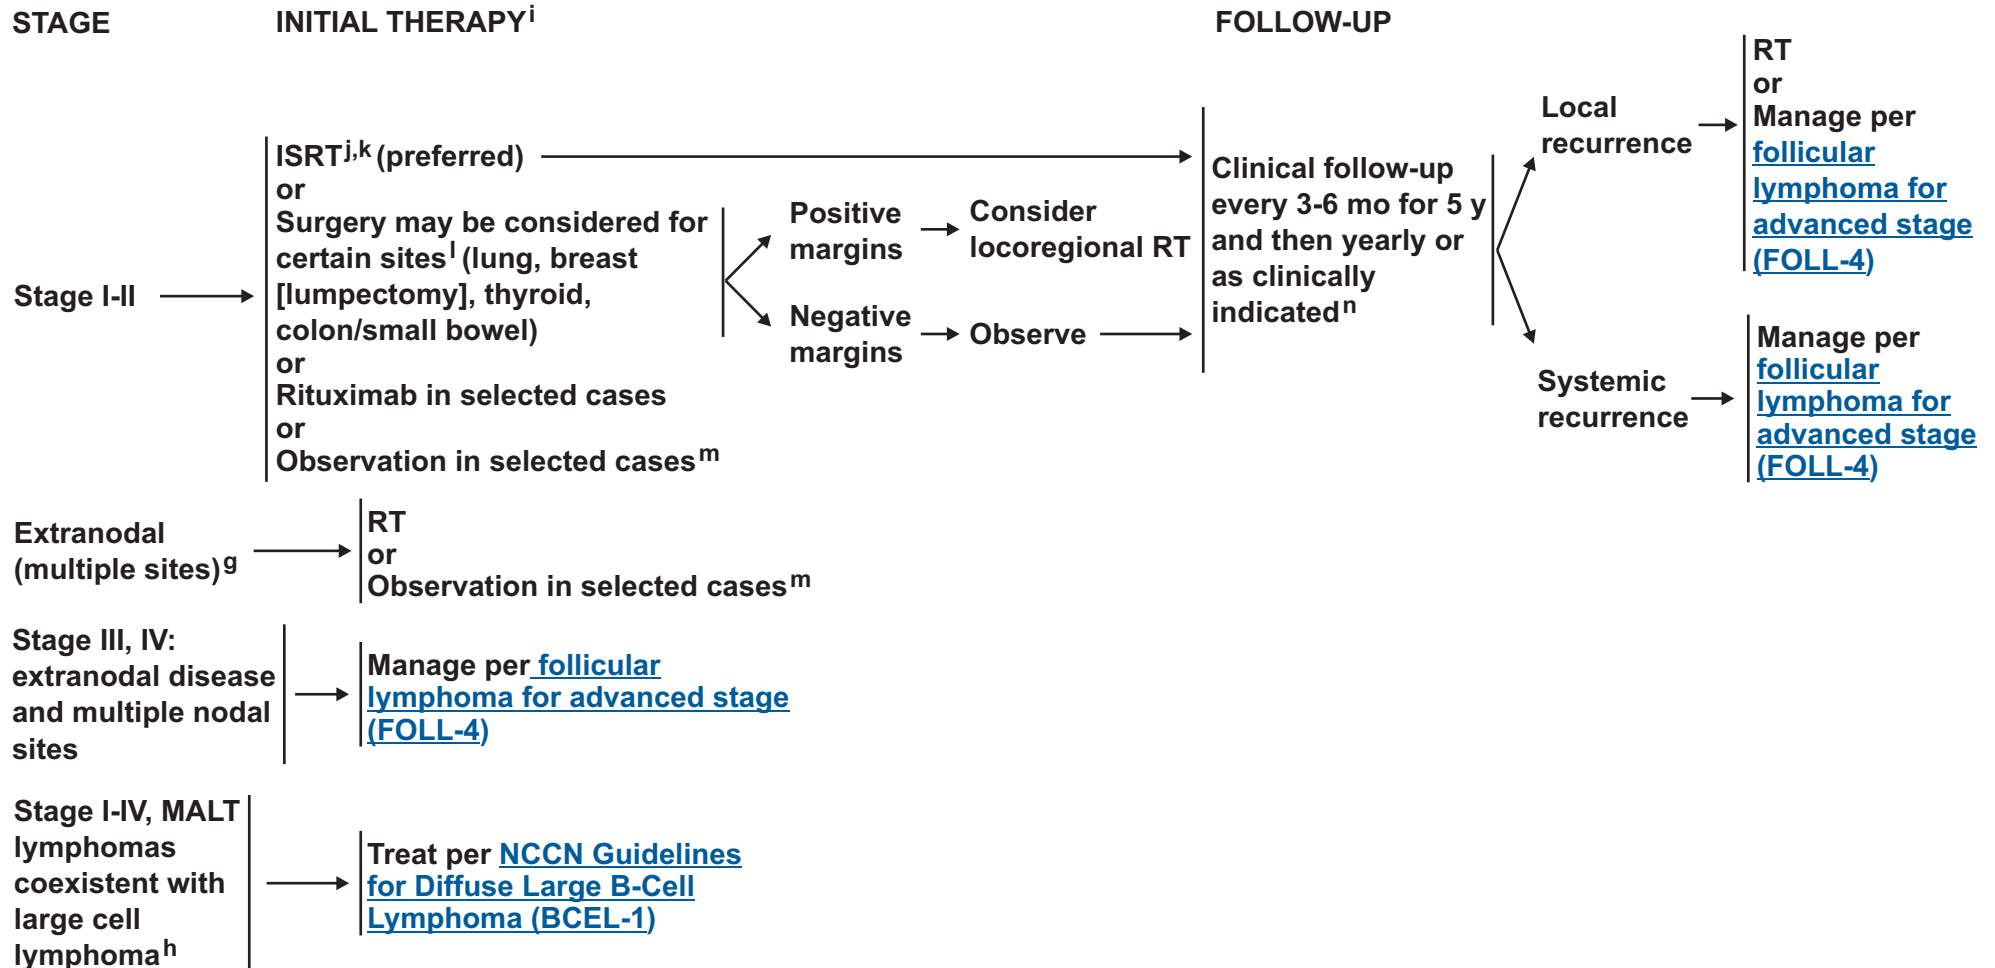 STAGE
INITIAL THERAPYi
FOLLOW-UP
Stage I-II
ISRTj,k (preferred)
or
Surgery may be considered for
certain sitesl (lung, breast
[lumpectomy], thyroid,
colon/small bowel)
or
Rituximab in selected cases
or
Observation in selected casesm
Positive
margins
Consider
locoregional RT
Negative
margins
Observe
Clinical follow-up
every 3-6 mo for 5 y
and then yearly or
as clinically
indicatedn
Local
recurrence
RT
or
Manage per
follicular
lymphoma for
advanced stage
(FOLL-4)
Systemic
recurrence
Manage per
follicular
lymphoma for
advanced stage
(FOLL-4)
Extranodal
(multiple sites)g
RT
or
Observation in selected casesm
Stage III, IV:
extranodal disease
and multiple nodal
sites
Manage per follicular
lymphoma for advanced stage
(FOLL-4)
Stage I-IV, MALT
lymphomas
coexistent with
large cell
lymphomah
Treat per NCCN Guidelines
for Diffuse Large B-Cell
Lymphoma (BCEL-1)